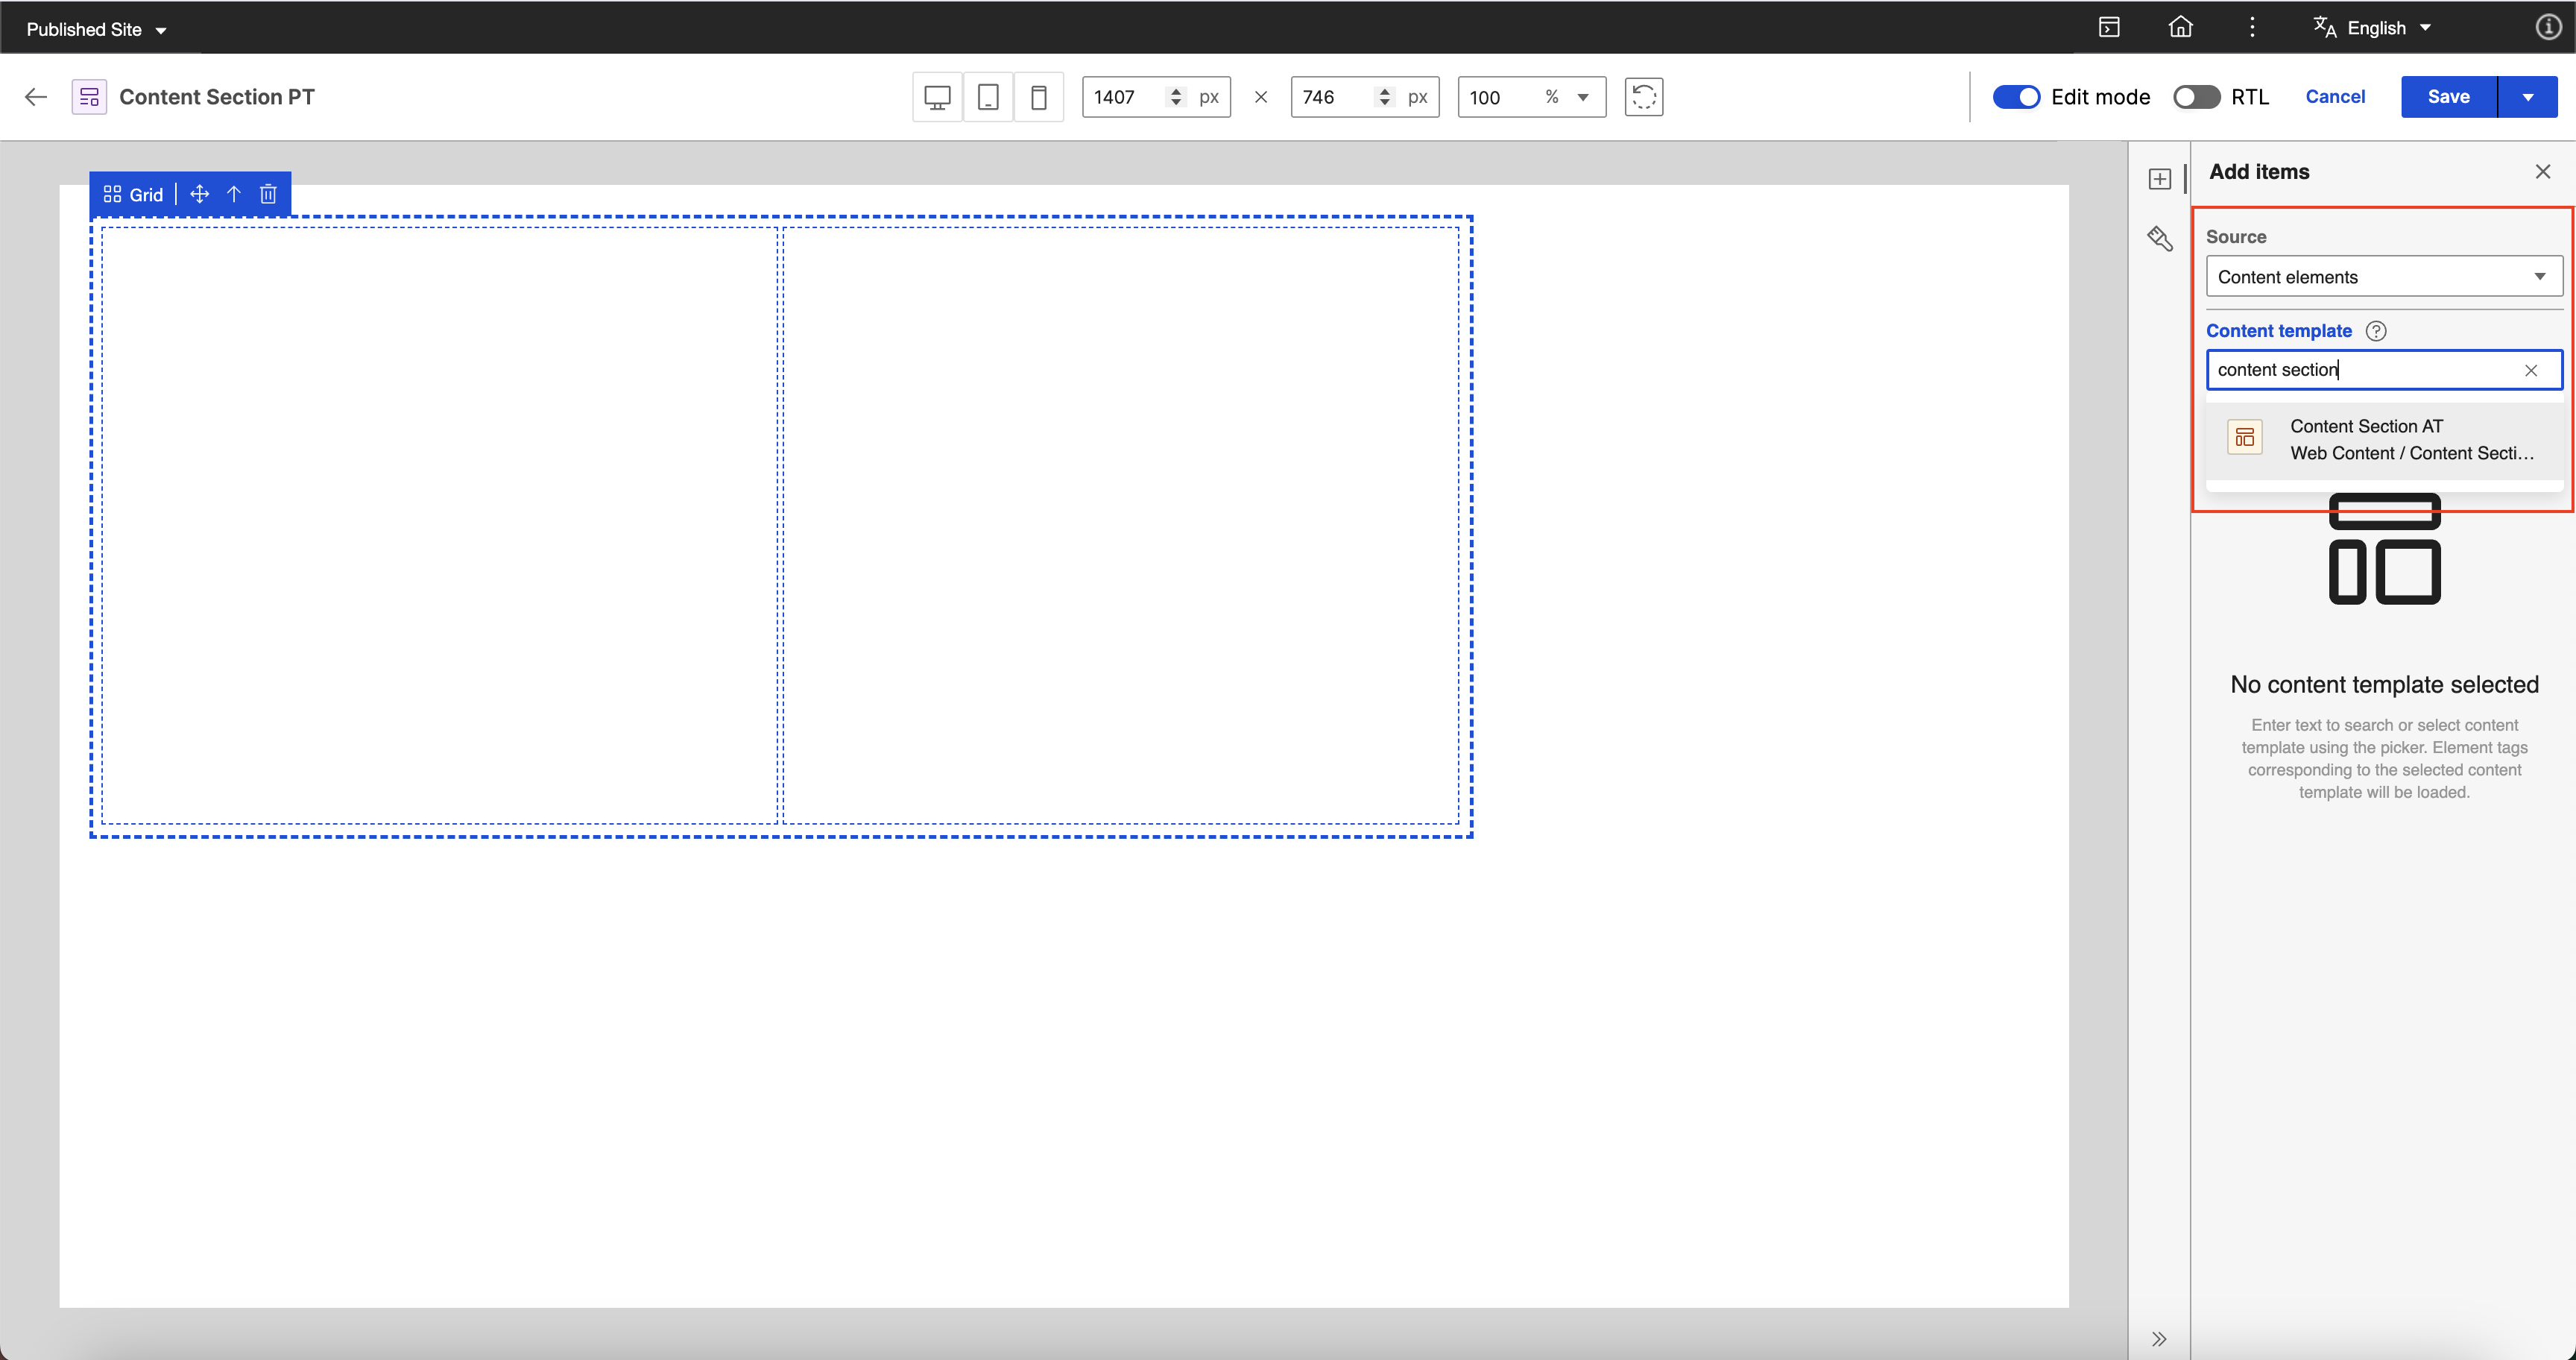 Published Site
English
Content Section PT
1407 px × 746 px 100 %
Edit mode
RTL
Cancel
Save
Grid
Add items
Source
Content elements
Content template
content section
Content Section AT
Web Content / Content Secti...
No content template selected
Enter text to search or select content
template using the picker. Element tags
corresponding to the selected content
template will be loaded.